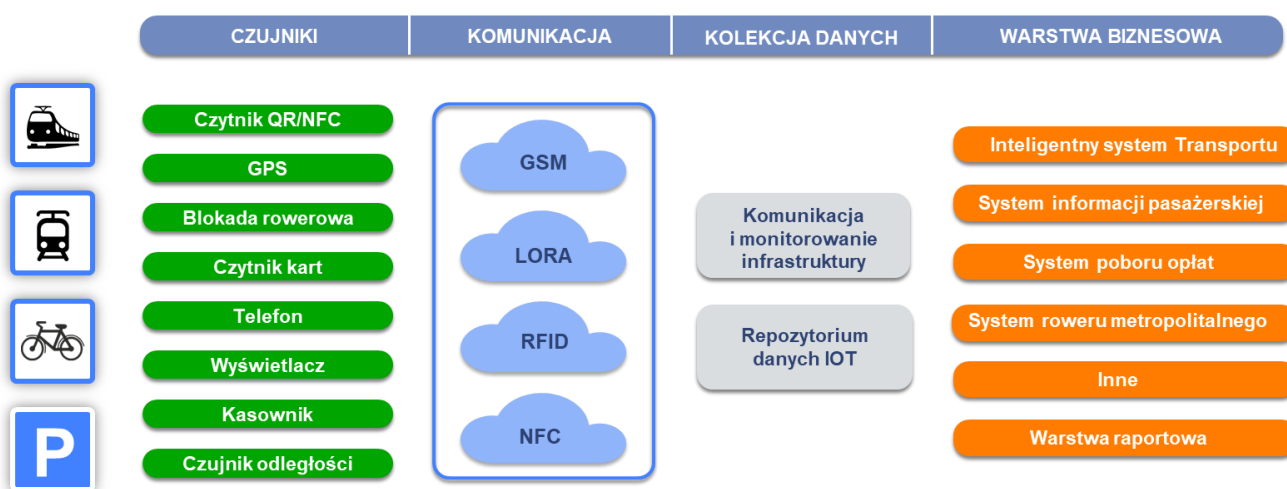 CZUJNIKI
KOMUNIKACJA
KOLEKCJA DANYCH
WARSTWA BIZNESOWA
Czytnik QR/NFC
GPS
Blokada rowerowa
Czytnik kart
Telefon
Wyświetlacz
Kasownik
Czujnik odległości
GSM
LORA
RFID
NFC
Komunikacja
i monitorowanie
infrastruktury
Repozytorium
danych IOT
Inteligentny system Transportu
System informacji pasażerskiej
System poboru opłat
System roweru metropolitalnego
Inne
Warstwa raportowa
P